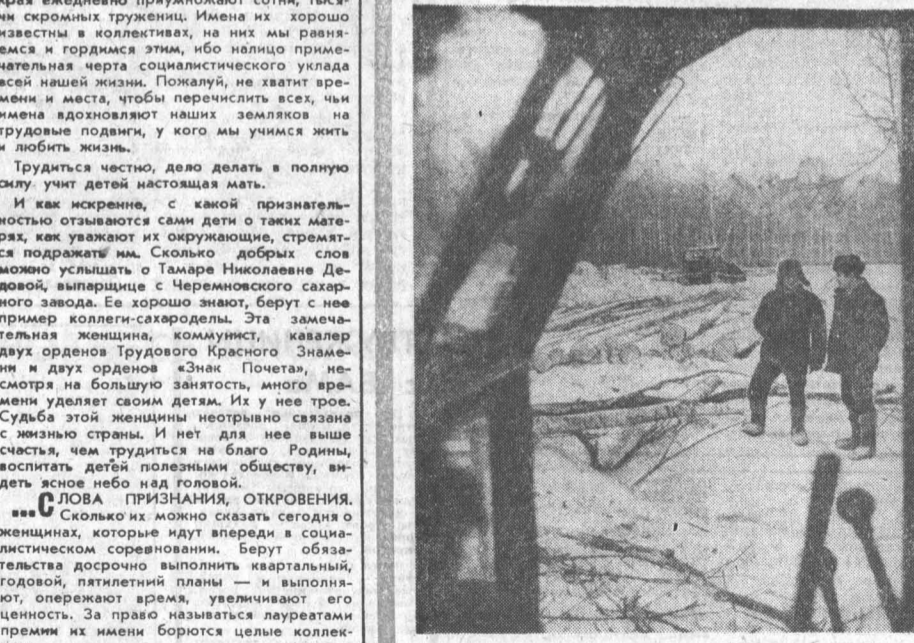 края ежедневно приумножают сотни, тыся-
чи скромных тружениц. Имена их хорошо
известны в коллективах, на них мы равня-
емся и гордимся этим, ибо налицо приме-
чательная черта социалистического уклада
всей нашей жизни. Пожалуй, не хватит вре-
мени и места, чтобы перечислить всех, чьи
имена вдохновляют наших земляков на
трудовые подвиги, у кого мы учимся жить
и любить жизнь.
Трудиться честно, дело делать в полную
силу учит детей настоящая мать.
И как искренне, с какой признатель-
ностью отзываются сами дети о таких мате-
рях, как уважают их окружающие, стремят-
ся подражать им. Сколько добрых слов
можно услышать о Тамаре Николаевне Де-
довой, выпарщице с Черемновского сахар-
ного завода. Ее хорошо знают, берут с нее
пример коллеги-сахароделы. Эта замеча-
тельная женщина, коммунист, кавалер
двух орденов Трудового Красного Знаме-
ни и двух орденов «Знак Почета», не-
смотря на большую занятость, много вре-
мени уделяет своим детям. Их у нее трое.
Судьба этой женщины неотрывно связана
с жизнью страны. И нет для нее выше
счастья, чем трудиться на благо Родины,
воспитать детей полезными обществу, ви-
деть ясное небо над головой.
...СЛОВА ПРИЗНАНИЯ, ОТКРОВЕНИЯ.
Сколько их можно сказать сегодня о
женщинах, которые идут впереди в социа-
листическом соревновании. Берут обяза-
тельства досрочно выполнить квартальный,
годовой, пятилетний планы — и выполня-
ют, опережают время, увеличивают его
ценность. За право называться лауреатами
премии их имени борются целые коллек-